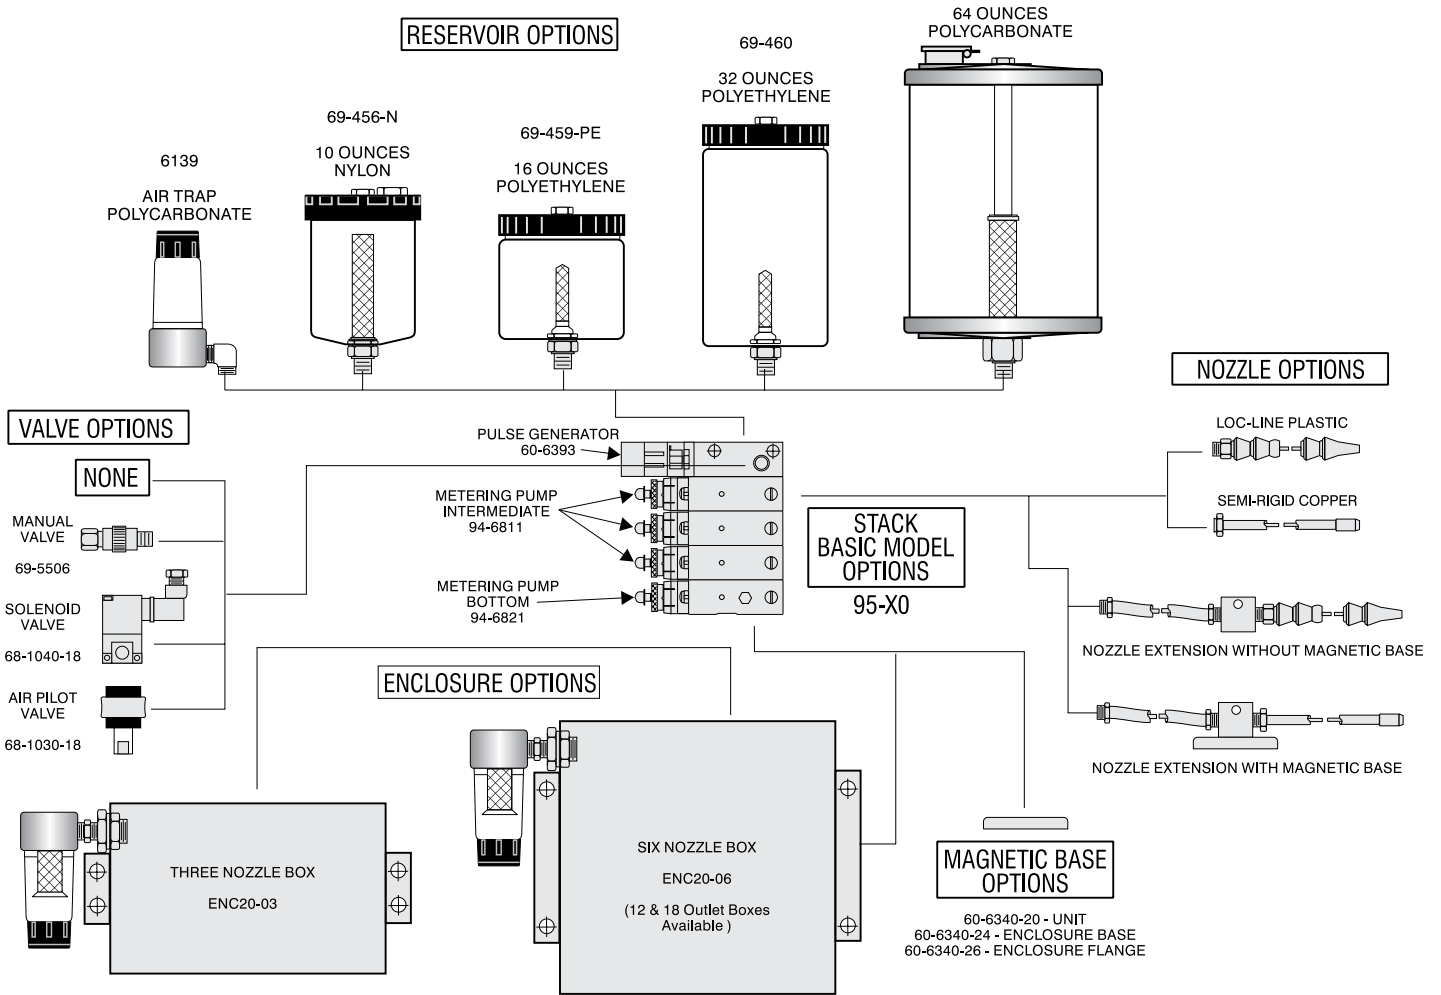 RESERVOIR OPTIONS
6139
AIR TRAP
POLYCARBONATE
69-456-N
10 OUNCES
NYLON
69-459-PE
16 OUNCES
POLYETHYLENE
69-460
32 OUNCES
POLYETHYLENE
64 OUNCES
POLYCARBONATE
NOZZLE OPTIONS
LOC-LINE PLASTIC
SEMI-RIGID COPPER
NOZZLE EXTENSION WITHOUT MAGNETIC BASE
NOZZLE EXTENSION WITH MAGNETIC BASE
VALVE OPTIONS
NONE
MANUAL
VALVE
69-5506
SOLENOID
VALVE
68-1040-18
AIR PILOT
VALVE
68-1030-18
PULSE GENERATOR
60-6393
METERING PUMP
INTERMEDIATE
94-6811
METERING PUMP
BOTTOM
94-6821
STACK
BASIC MODEL
OPTIONS
95-X0
ENCLOSURE OPTIONS
THREE NOZZLE BOX
ENC20-03
SIX NOZZLE BOX
ENC20-06
(12 & 18 Outlet Boxes
Available )
MAGNETIC BASE
OPTIONS
60-6340-20 - UNIT
60-6340-24 - ENCLOSURE BASE
60-6340-26 - ENCLOSURE FLANGE